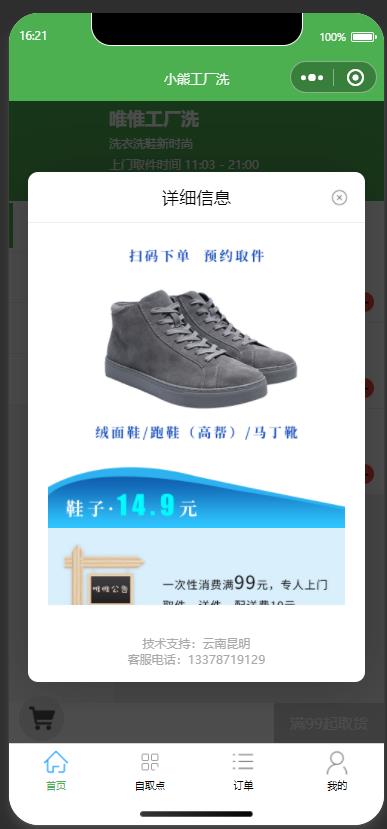 16:21
100%
小能工厂洗
唯惟工厂洗
洗衣洗鞋新时尚
上门取件时间 11:03 - 21:00
详细信息
扫码下单 预约取件
绒面鞋/跑鞋（高帮）/马丁靴
鞋子·14.9元
唯惟公告
一次性消费满99元，专人上门
取件、送件，配送费10元
技术支持：云南昆明
客服电话：13378719129
满99起取货
首页
自取点
订单
我的